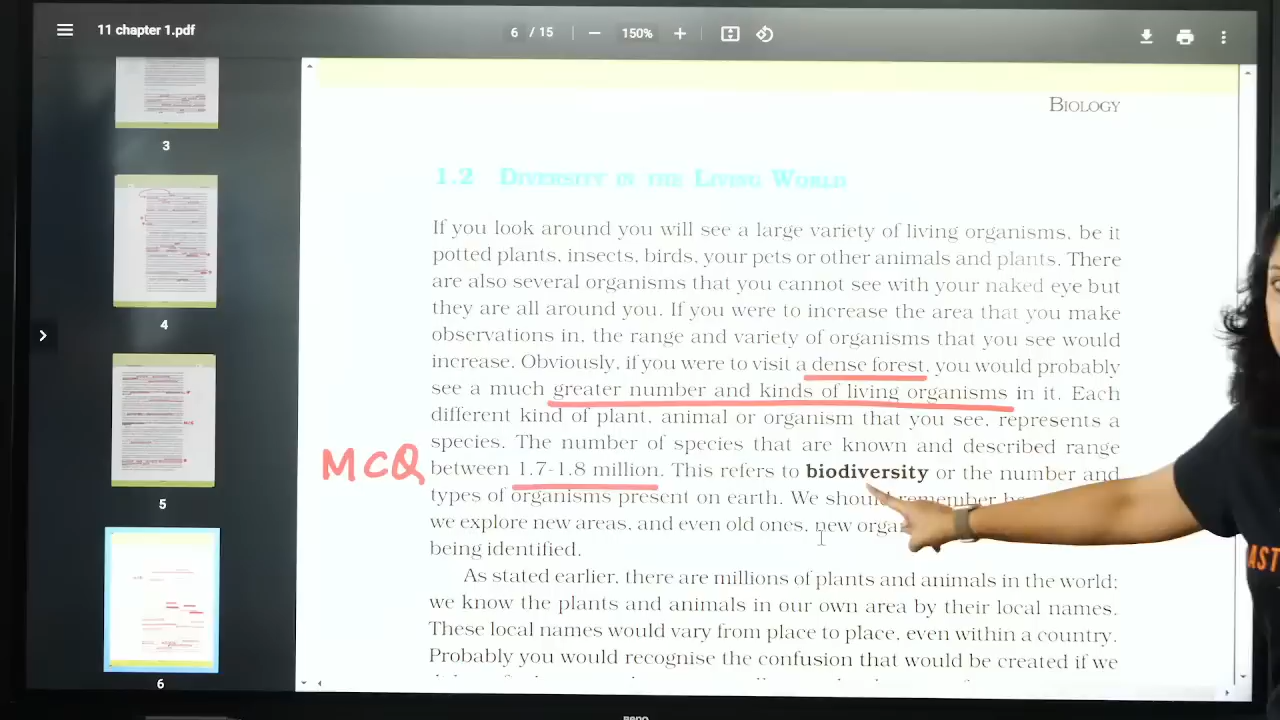 11 chapter 1.pdf
6 / 15
150%
BIOLOGY
3
1.2 DIVERSITY IN THE LIVING WORLD
If you look around you will see a large variety of living organisms, be it
potted plants, insects, birds, your pets or other animals and plants. There
are also several organisms that you cannot see with your naked eye but
they are all around you. If you were to increase the area that you make
observations in, the range and variety of organisms that you see would
increase. Obviously, if you were to visit a dense forest, you would probably
see a much greater number and kinds of living organisms in it. Each
different kind of plant, animal or organism that you see, represents a
species. The number of species that are known and described range
between 1.7-1.8 million. This refers to biodiversity or the number and
types of organisms present on earth. We should remember
we explore new areas, and even old ones, new
being identified.
As stated earlier, there are millions of plants and animals in the world;
we know the plants and animals in our own area by their local names.
These local names would vary from place to place, even within a country.
Probably you would recognise the confusion that would be created if we
MCQ
4
5
6
AST
BenQ